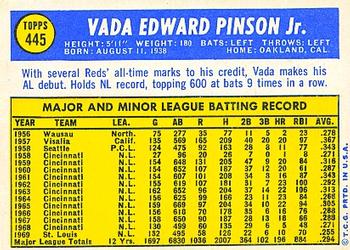 TOPPS
445
VADA EDWARD PINSON Jr.
HEIGHT: 5'11" WEIGHT: 180 BATS: LEFT THROWS: LEFT
BORN: AUGUST 11, 1938 HOME: OAKLAND, CAL.
With several Reds' all-time marks to his credit, Vada makes his
AL debut. Holds NL record, topping 600 at bats 9 times in a row.
MAJOR AND MINOR LEAGUE BATTING RECORD
YEAR TEAM LEA. G AB R H 2B 3B HR RBI AVG.
1956 Wausau North. 75 277 35 77 11 5 2 23 .278
1957 Visalia Calif. 135 569 165 209 40 20 20 97 .367
1958 Seattle P.C.L. 124 475 92 163 28 8 11 77 .343
1958 Cincinnati N.L. 27 96 20 26 7 0 1 8 .271
1959 Cincinnati N.L. 154 648 131 205 47 9 20 84 .316
1960 Cincinnati N.L. 154 652 107 187 37 12 20 61 .287
1961 Cincinnati N.L. 154 607 101 208 34 8 16 87 .343
1962 Cincinnati N.L. 155 619 107 181 31 7 23 100 .292
1963 Cincinnati N.L. 162 652 96 204 37 14 22 106 .313
1964 Cincinnati N.L. 156 625 99 166 23 11 23 84 .266
1965 Cincinnati N.L. 159 669 97 204 34 10 22 94 .305
1966 Cincinnati N.L. 156 618 70 178 35 6 16 76 .288
1967 Cincinnati N.L. 158 650 90 187 28 13 18 66 .288
1968 Cincinnati N.L. 130 499 60 135 29 6 5 48 .271
1969 St. Louis N.L. 132 495 58 126 22 6 10 70 .255
Major League Totals 12 Yrs. 1697 6830 1036 2007 364 102 196 884 .294
T.C.G. PRTD. IN U.S.A.